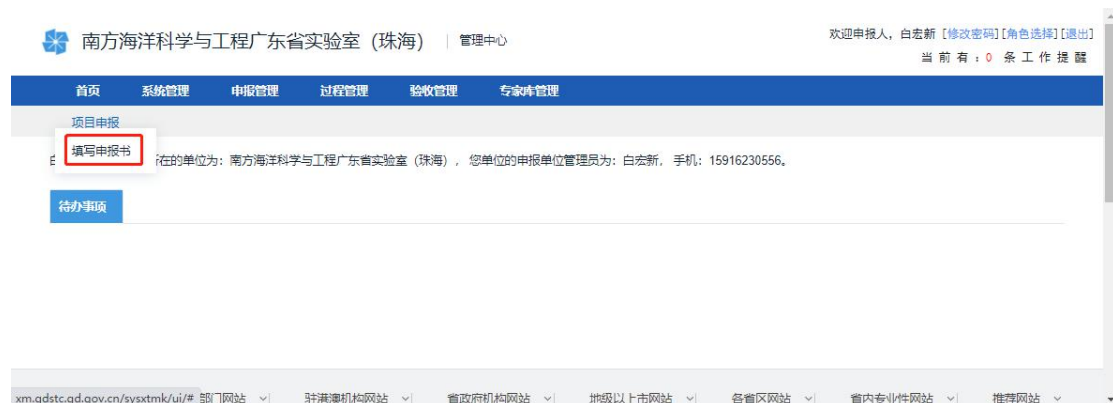 南方海洋科学与工程广东省实验室（珠海） 管理中心
欢迎申报人，白宏新 [修改密码][角色选择][退出]
当前有：0 条工作提醒
首页 系统管理 申报管理 过程管理 验收管理 专家库管理
项目申报
填写申报书
所在的单位为：南方海洋科学与工程广东省实验室（珠海），您单位的申报单位管理员为：白宏新，手机：15916230556。
待办事项
xm.gdstc.gd.gov.cn/sysxtmk/ui/# 部门网站 驻港澳机构网站 省政府机构网站 地级以上市网站 各省区网站 省内专业性网站 推荐网站